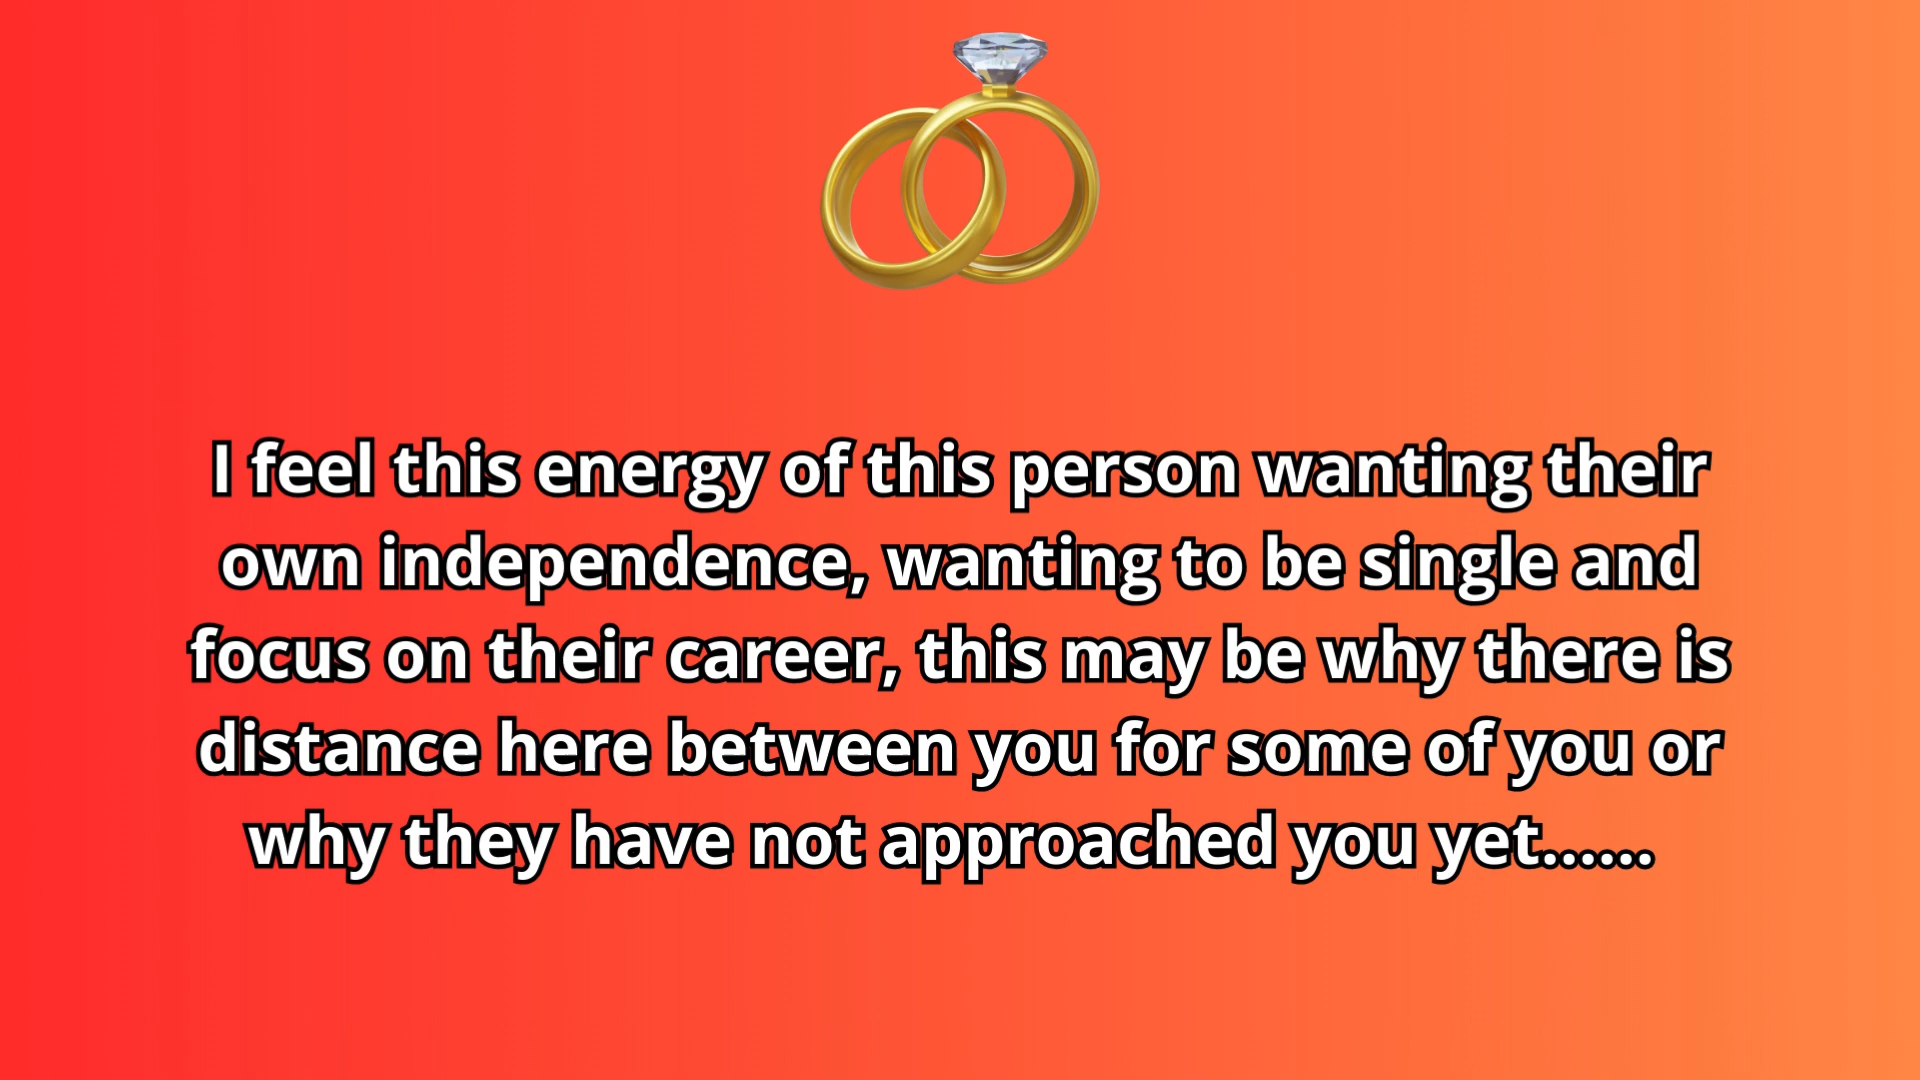 I feel this energy of this person wanting their
own independence, wanting to be single and
focus on their career, this may be why there is
distance here between you for some of you or
why they have not approached you yet......